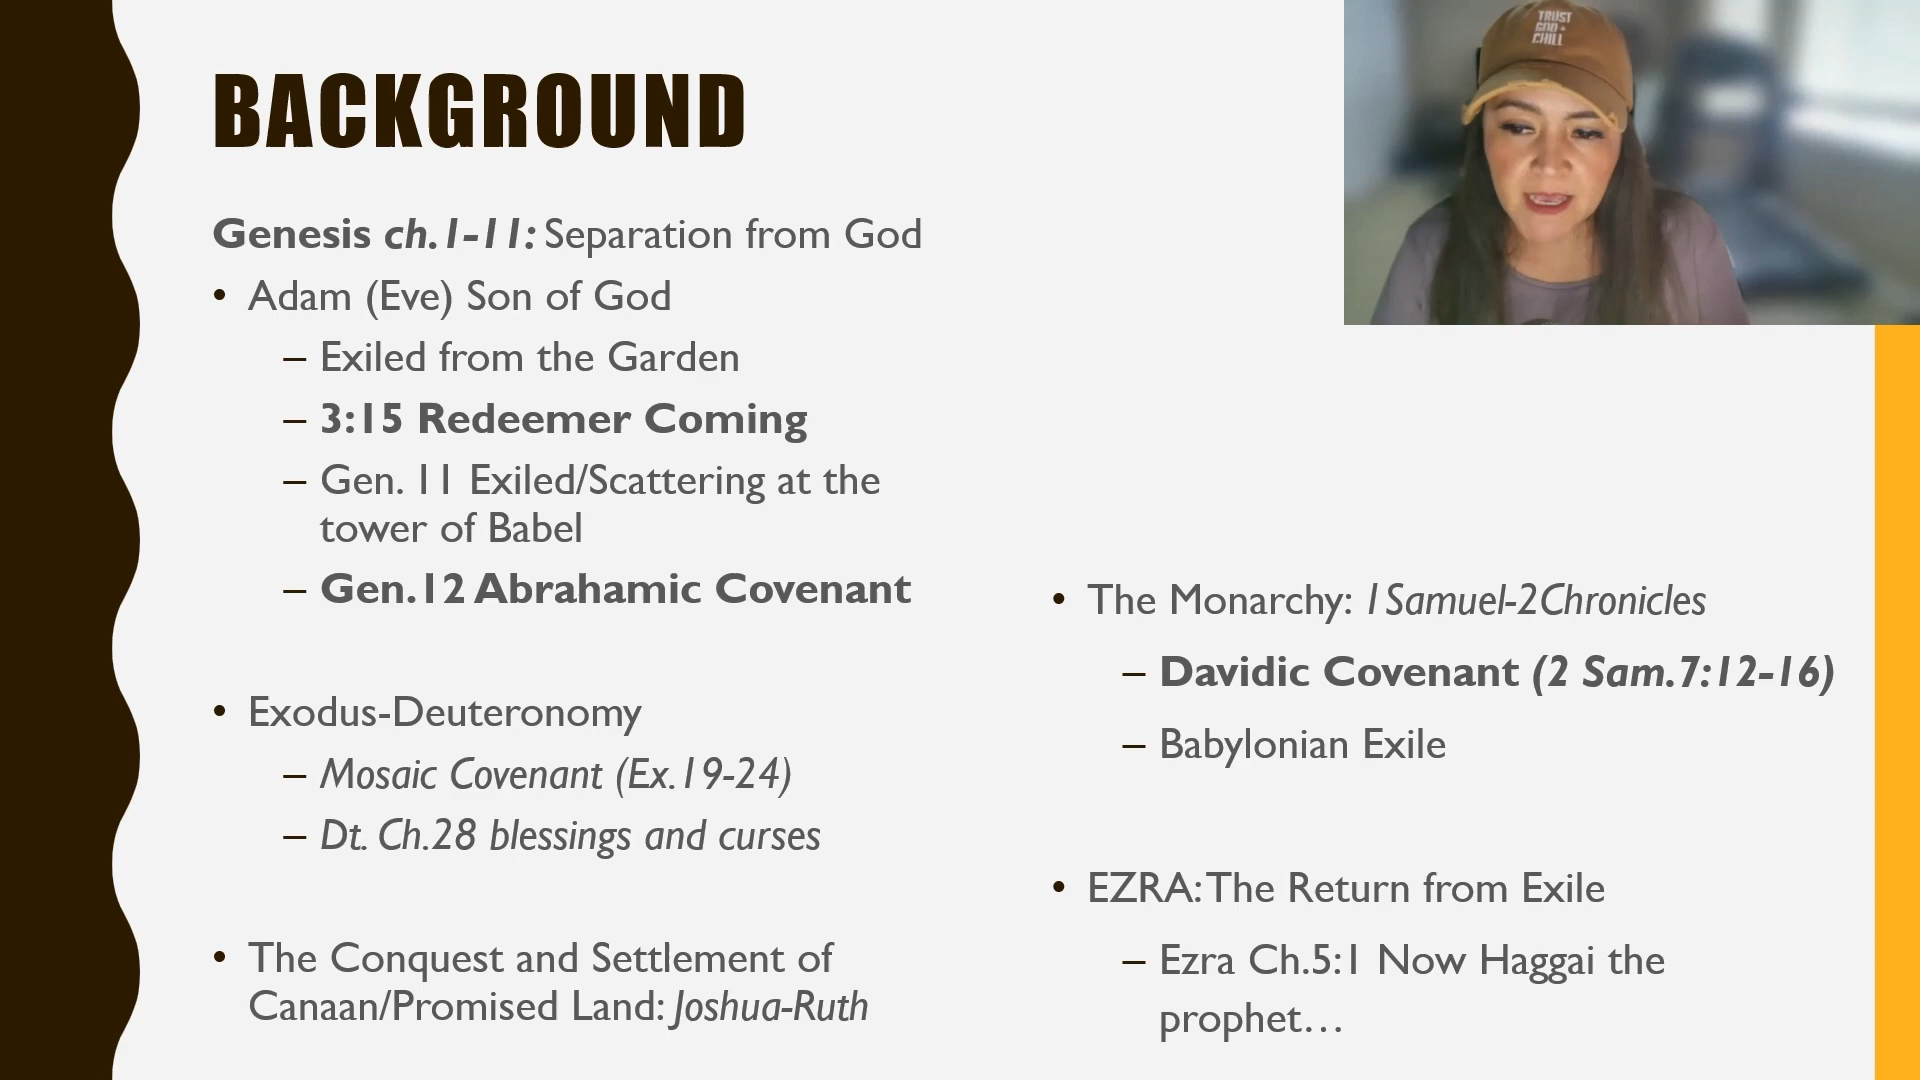 BACKGROUND
Genesis ch.1-11: Separation from God
• Adam (Eve) Son of God
– Exiled from the Garden
– 3:15 Redeemer Coming
– Gen. 11 Exiled/Scattering at the
tower of Babel
– Gen.12 Abrahamic Covenant
• Exodus-Deuteronomy
– Mosaic Covenant (Ex.19-24)
– Dt. Ch.28 blessings and curses
• The Conquest and Settlement of
Canaan/Promised Land: Joshua-Ruth
• The Monarchy: 1Samuel-2Chronicles
– Davidic Covenant (2 Sam.7:12-16)
– Babylonian Exile
• EZRA: The Return from Exile
– Ezra Ch.5:1 Now Haggai the
prophet…
TRUST
GOD+
CHILL